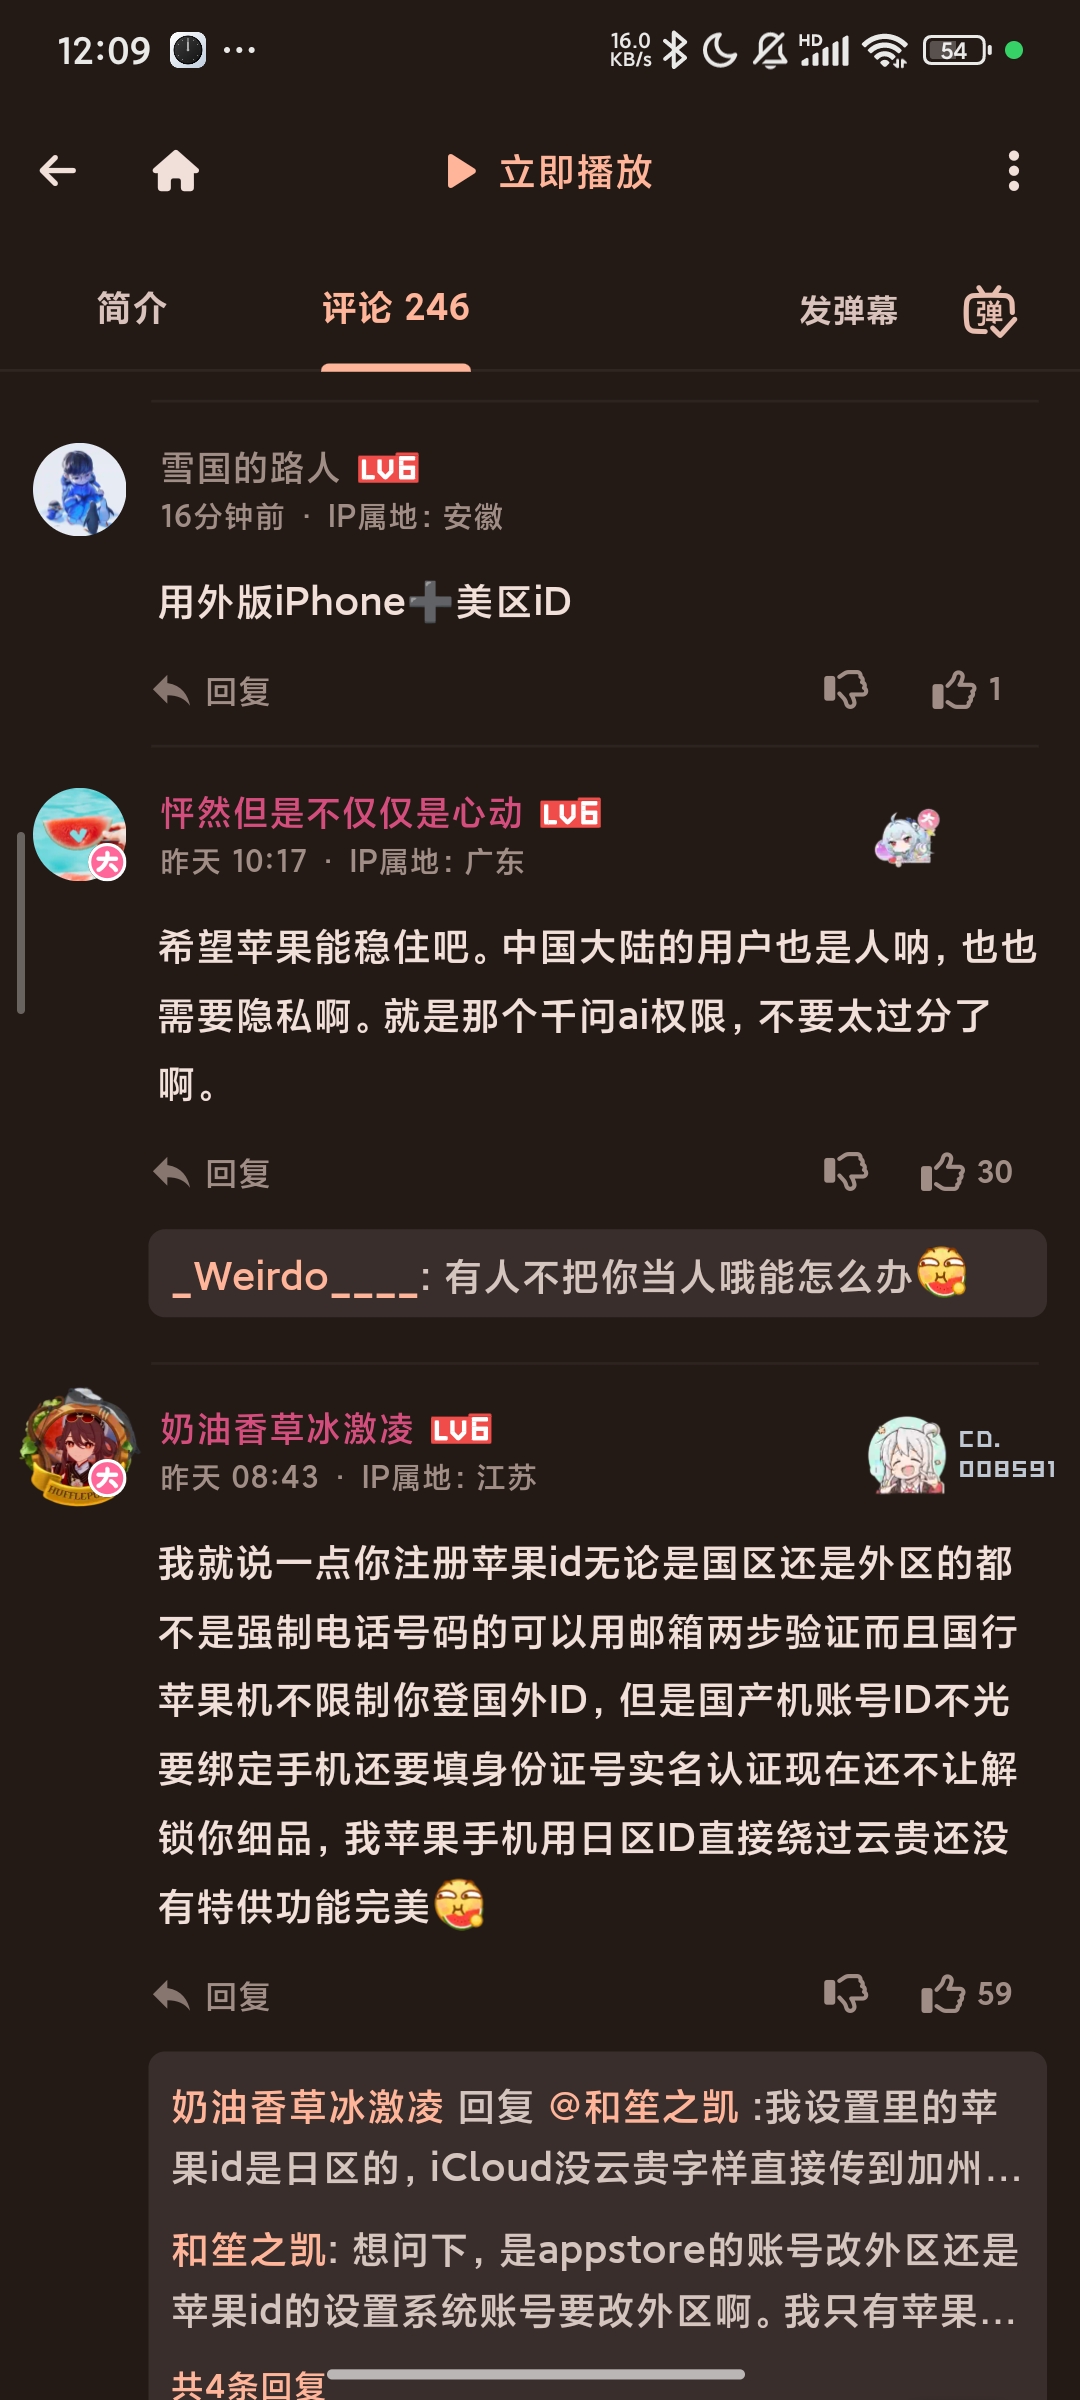 12:09 ··· 16.0 KB/s HD 54
立即播放
简介 评论 246 发弹幕 弹
雪国的路人 LV6
16分钟前 · IP属地：安徽
用外版iPhone➕美区iD
回复 1
怦然但是不仅仅是心动 LV6
大
昨天 10:17 · IP属地：广东
希望苹果能稳住吧。中国大陆的用户也是人呐，也也
需要隐私啊。就是那个千问ai权限，不要太过分了
啊。
回复 30
_Weirdo____：有人不把你当人哦能怎么办
奶油香草冰激凌 LV6
CD.
008591
大
HUFFLEPU
昨天 08:43 · IP属地：江苏
我就说一点你注册苹果id无论是国区还是外区的都
不是强制电话号码的可以用邮箱两步验证而且国行
苹果机不限制你登国外ID，但是国产机账号ID不光
要绑定手机还要填身份证号实名认证现在还不让解
锁你细品，我苹果手机用日区ID直接绕过云贵还没
有特供功能完美
回复 59
奶油香草冰激凌 回复 @和笙之凯 :我设置里的苹
果id是日区的，iCloud没云贵字样直接传到加州...
和笙之凯：想问下，是appstore的账号改外区还是
苹果id的设置系统账号要改外区啊。我只有苹果...
共4条回复